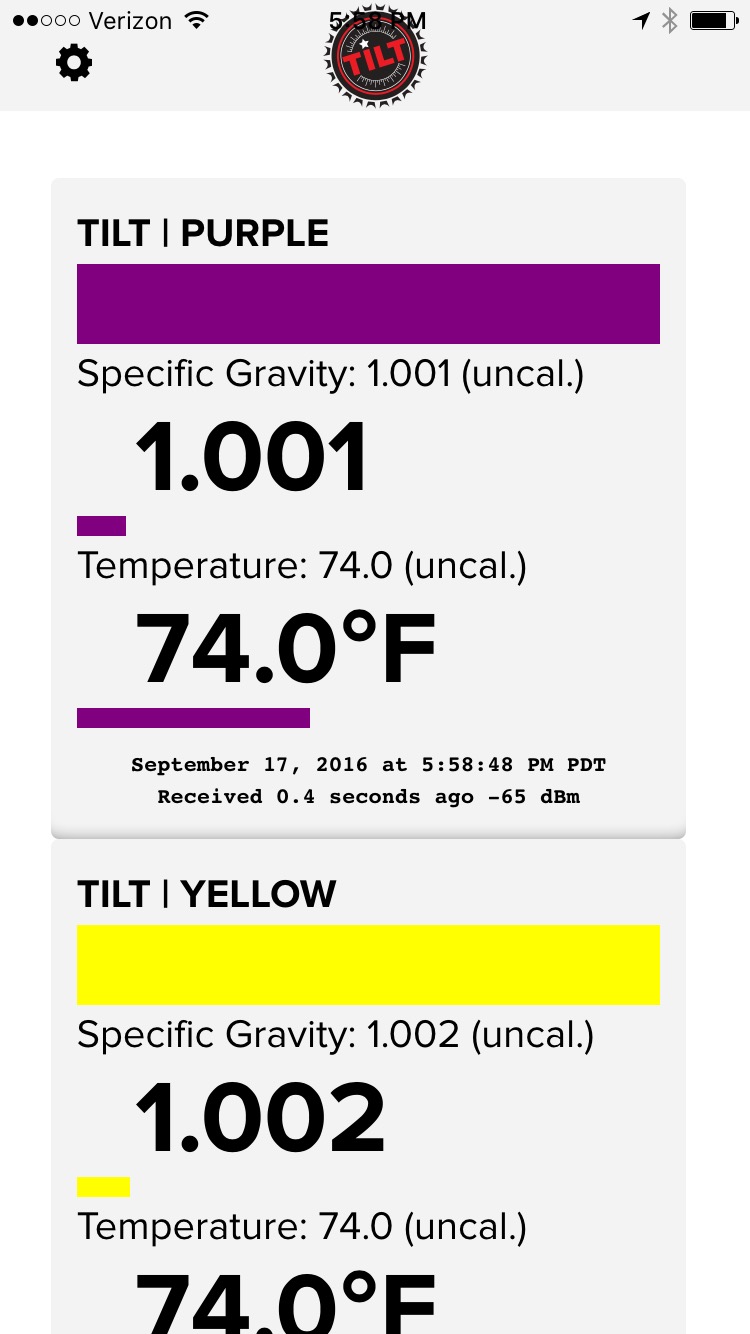 Verizon 5:58 PM
TILT
TILT | PURPLE
Specific Gravity: 1.001 (uncal.)
1.001
Temperature: 74.0 (uncal.)
74.0°F
September 17, 2016 at 5:58:48 PM PDT
Received 0.4 seconds ago -65 dBm
TILT | YELLOW
Specific Gravity: 1.002 (uncal.)
1.002
Temperature: 74.0 (uncal.)
74.0°F